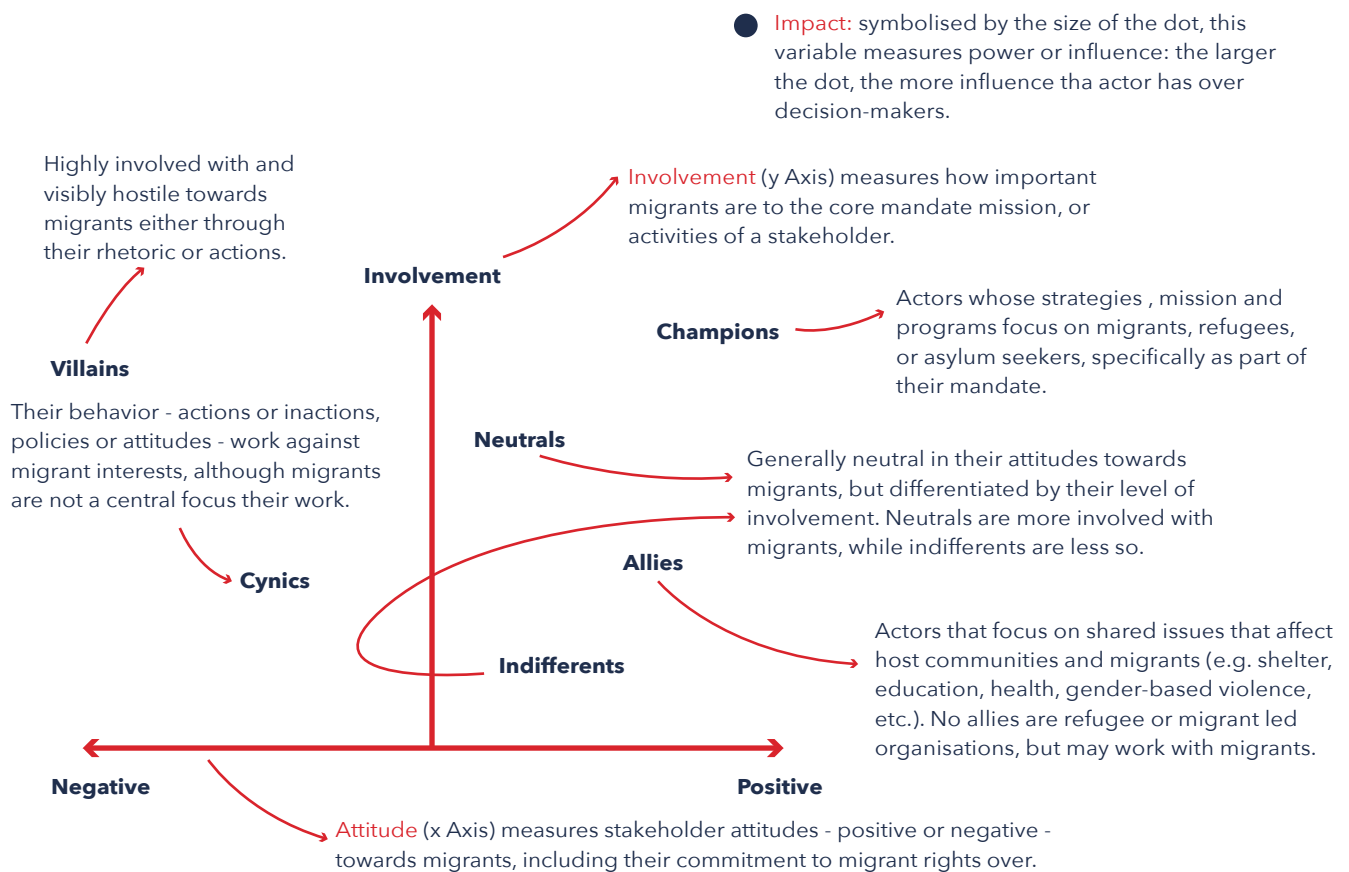 Impact: symbolised by the size of the dot, this
variable measures power or influence: the larger
the dot, the more influence tha actor has over
decision-makers.
Highly involved with and
visibly hostile towards
migrants either through
their rhetoric or actions.
Involvement (y Axis) measures how important
migrants are to the core mandate mission, or
activities of a stakeholder.
Involvement
Champions
Actors whose strategies , mission and
programs focus on migrants, refugees,
or asylum seekers, specifically as part of
their mandate.
Villains
Their behavior - actions or inactions,
policies or attitudes - work against
migrant interests, although migrants
are not a central focus their work.
Neutrals
Generally neutral in their attitudes towards
migrants, but differentiated by their level of
involvement. Neutrals are more involved with
migrants, while indifferents are less so.
Allies
Cynics
Actors that focus on shared issues that affect
host communities and migrants (e.g. shelter,
education, health, gender-based violence,
etc.). No allies are refugee or migrant led
organisations, but may work with migrants.
Indifferents
Negative
Positive
Attitude (x Axis) measures stakeholder attitudes - positive or negative -
towards migrants, including their commitment to migrant rights over.